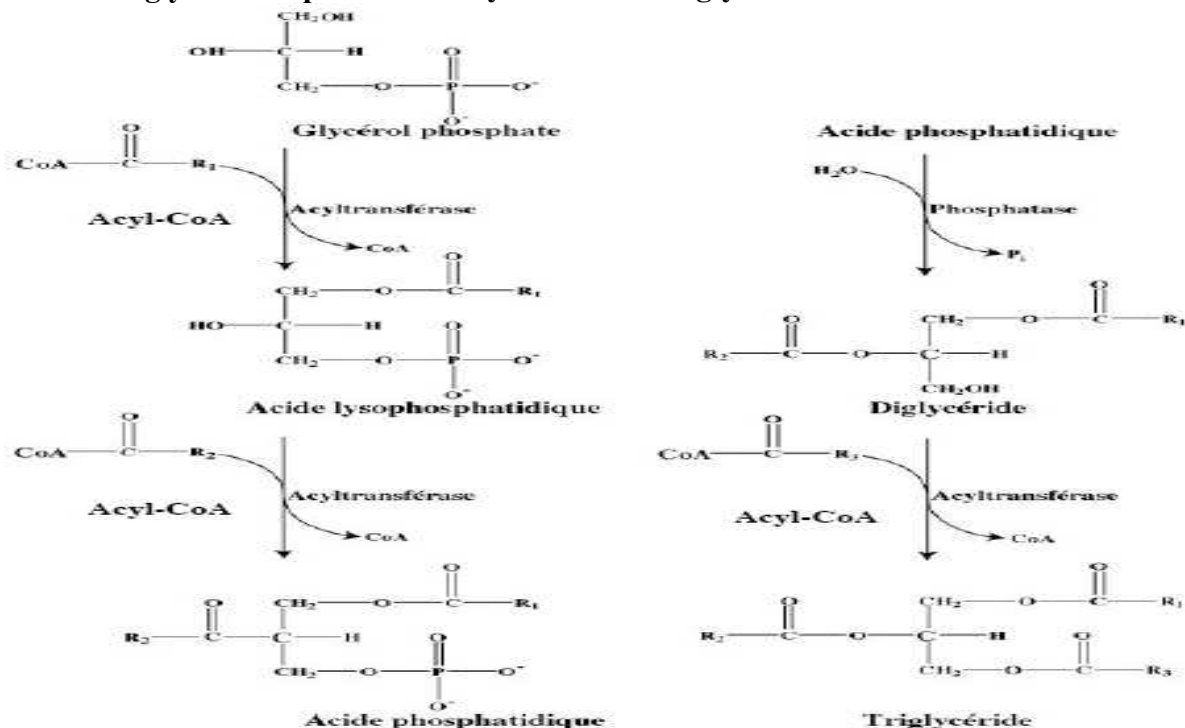 CH₂OH
OH C H O
CH₂ O P O⁻
O⁻
Glycérol phosphate
O
CoA C R₁
Acyl-CoA
Acyltransférase
CoA
O
CH₂ O C R₁
HO C H O
CH₂ O P O⁻
O⁻
Acide lysophosphatidique
O
CoA C R₂
Acyl-CoA
Acyltransférase
CoA
O
O CH₂ O C R₁
R₂ C C H O
CH₂ O P O⁻
O⁻
Acide phosphatidique
Acide phosphatidique
H₂O
Phosphatase
Pᵢ
O
O CH₂ O C R₁
R₂ C O C H
CH₂OH
Diglycéride
O
CoA C R₃
Acyl-CoA
Acyltransférase
CoA
O
O CH₂ O C R₁
R₂ C O C H O
CH₂ O C R₃
Triglycéride